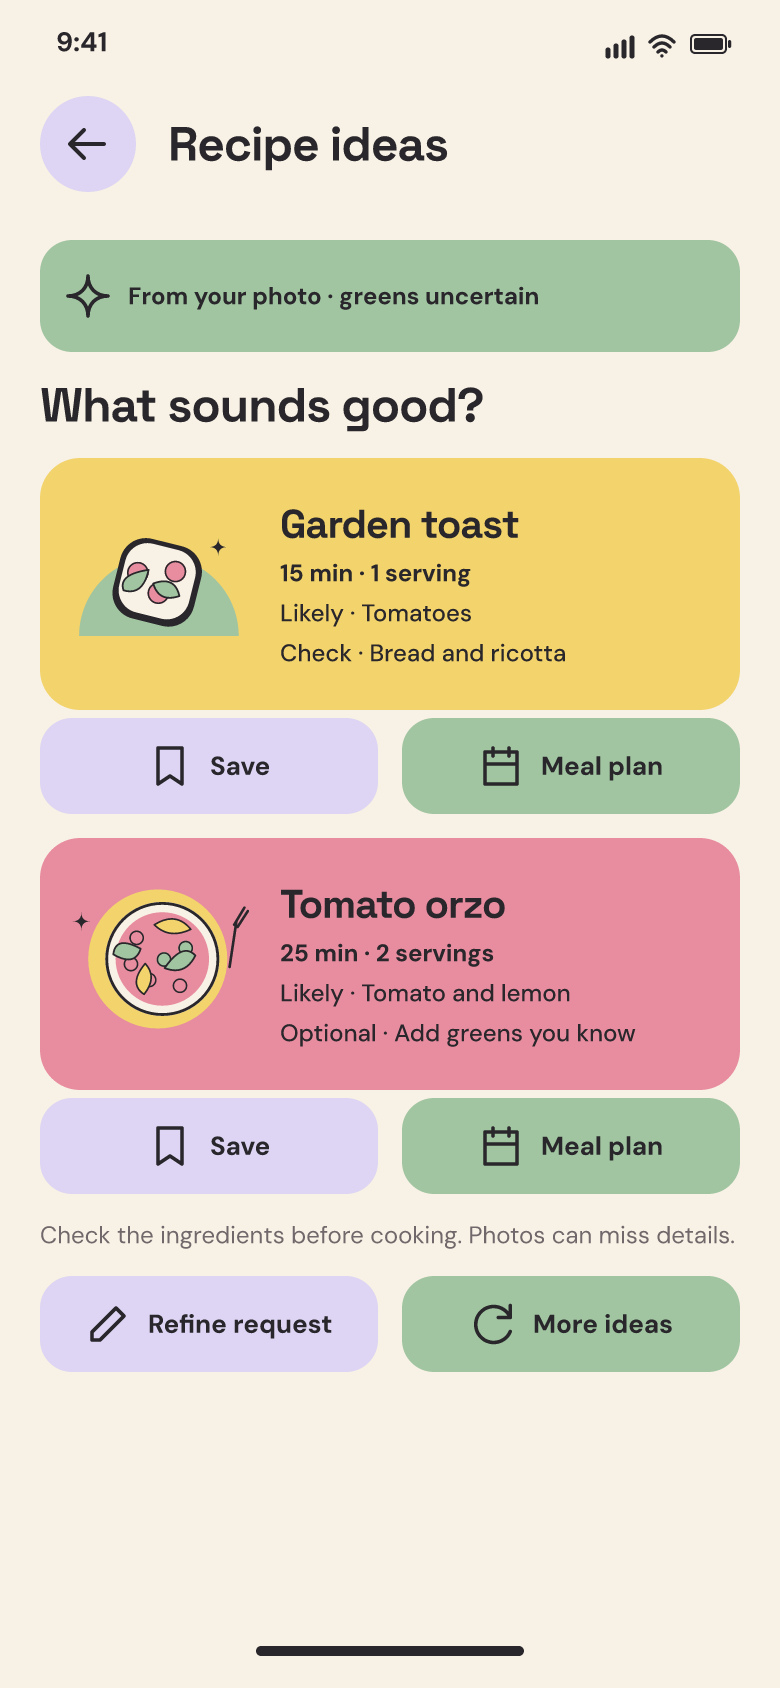 9:41
Recipe ideas
From your photo · greens uncertain
What sounds good?
Garden toast
15 min · 1 serving
Likely · Tomatoes
Check · Bread and ricotta
Save
Meal plan
Tomato orzo
25 min · 2 servings
Likely · Tomato and lemon
Optional · Add greens you know
Save
Meal plan
Check the ingredients before cooking. Photos can miss details.
Refine request
More ideas